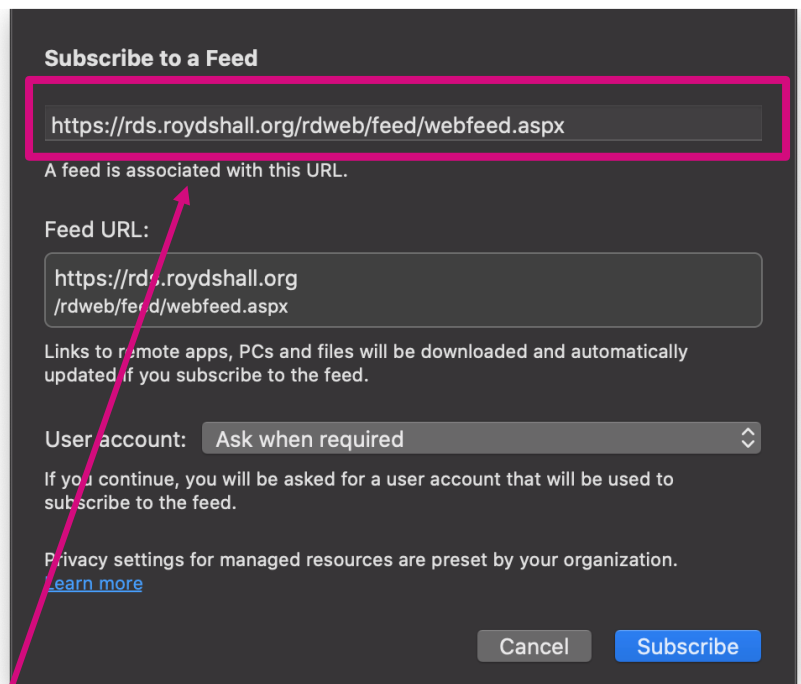 Subscribe to a Feed
https://rds.roydshall.org/rdweb/feed/webfeed.aspx
A feed is associated with this URL.
Feed URL:
https://rds.roydshall.org
/rdweb/feed/webfeed.aspx
Links to remote apps, PCs and files will be downloaded and automatically
updated if you subscribe to the feed.
User account: Ask when required
If you continue, you will be asked for a user account that will be used to
subscribe to the feed.
Privacy settings for managed resources are preset by your organization.
Learn more
Cancel Subscribe